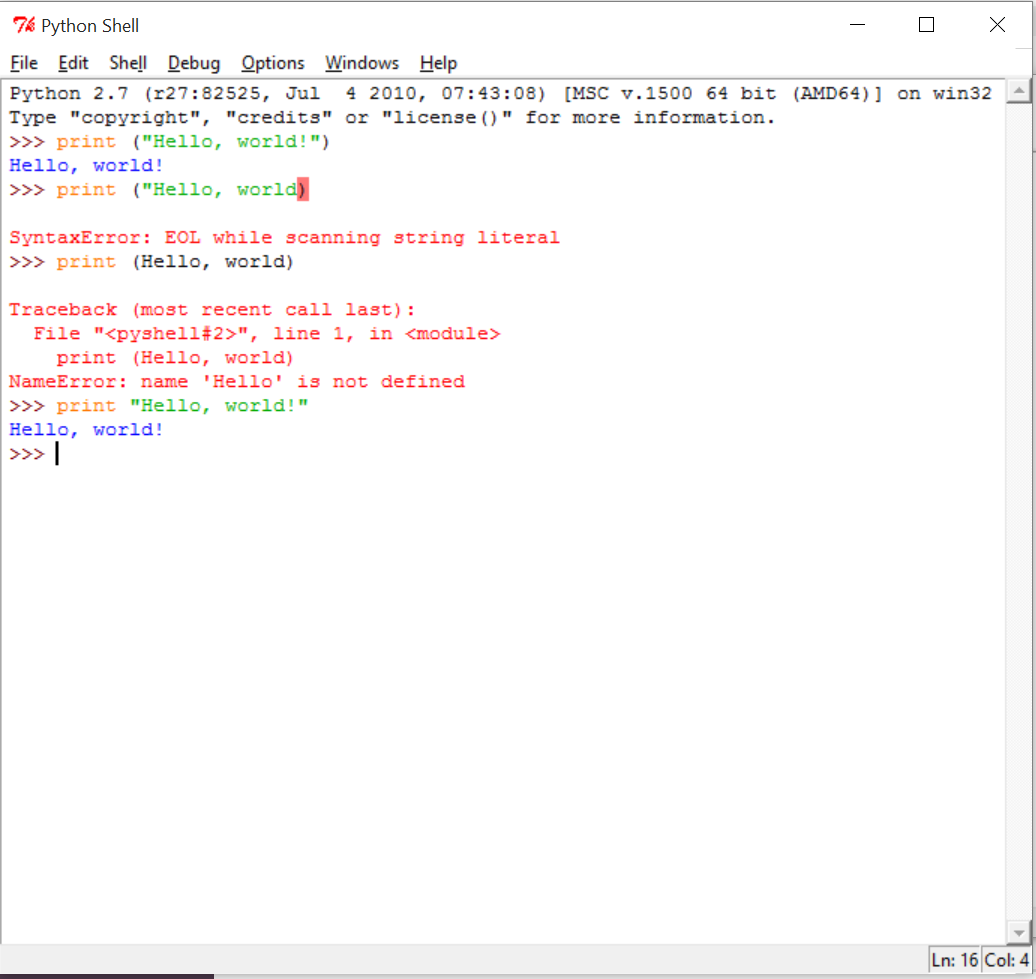 Python Shell
File Edit Shell Debug Options Windows Help
Python 2.7 (r27:82525, Jul  4 2010, 07:43:08) [MSC v.1500 64 bit (AMD64)] on win32
Type "copyright", "credits" or "license()" for more information.
>>> print ("Hello, world!")
Hello, world!
>>> print ("Hello, world)
SyntaxError: EOL while scanning string literal
>>> print (Hello, world)
Traceback (most recent call last):
  File "<pyshell#2>", line 1, in <module>
    print (Hello, world)
NameError: name 'Hello' is not defined
>>> print "Hello, world!"
Hello, world!
>>>
Ln: 16 Col: 4